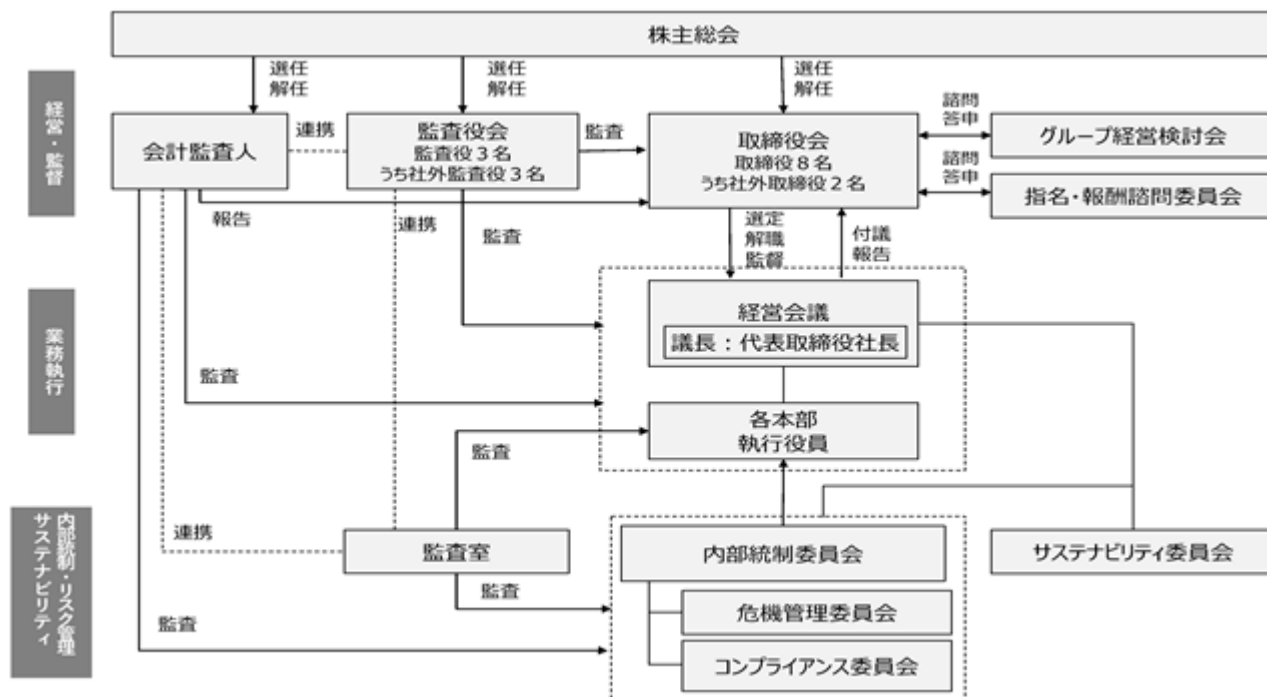 株主総会
選任
解任
選任
解任
選任
解任
経営・監督
会計監査人
連携
監査役会
監査役3名
うち社外監査役3名
監査
取締役会
取締役8名
うち社外取締役2名
諮問
答申
グループ経営検討会
諮問
答申
指名・報酬諮問委員会
報告
連携
監査
選定
解職
監督
付議
報告
業務執行
経営会議
議長：代表取締役社長
監査
各本部
執行役員
監査
内部統制・リスク管理
サステナビリティ
連携
監査室
内部統制委員会
サステナビリティ委員会
監査
危機管理委員会
監査
コンプライアンス委員会